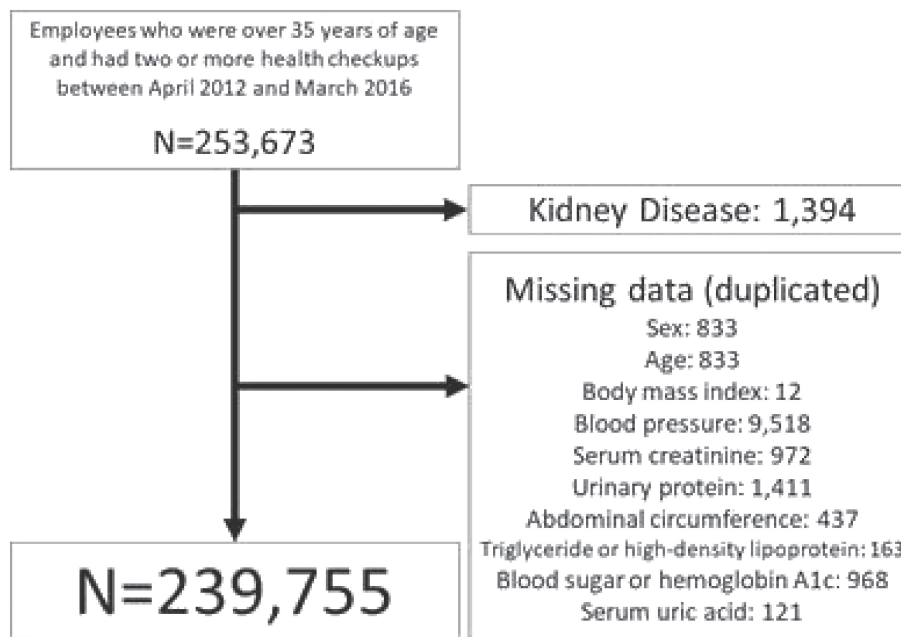 Employees who were over 35 years of age
and had two or more health checkups
between April 2012 and March 2016
N=253,673
Kidney Disease: 1,394
Missing data (duplicated)
Sex: 833
Age: 833
Body mass index: 12
Blood pressure: 9,518
Serum creatinine: 972
Urinary protein: 1,411
Abdominal circumference: 437
Triglyceride or high-density lipoprotein: 163
Blood sugar or hemoglobin A1c: 968
Serum uric acid: 121
N=239,755